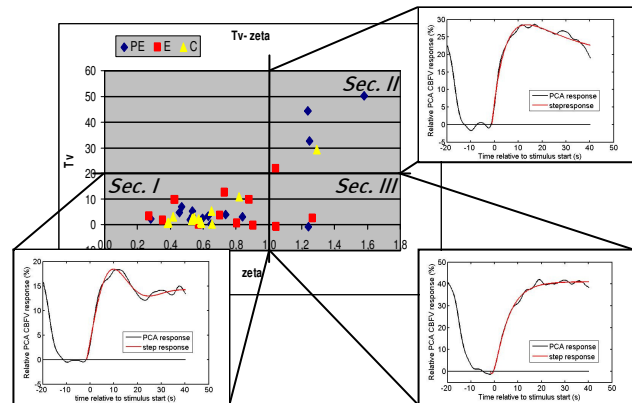 Tv- zeta
PE E C
Sec. II
Sec. I
Sec. III
Tv
60
50
40
30
20
10
0
0,2 0,4 0,6 0,8 1,0 1,2 1,4 1,6 1,8
zeta
Relative PCA CBFV response (%)
30
25
20
15
10
5
0
-5
-20 -10 0 10 20 30 40 50
Time relative to stimulus start (s)
PCA response
stepresponse
Relative PCA CBFV response (%)
20
15
10
5
0
-5
-20 -10 0 10 20 30 40 50
time relative to stimulus start (s)
PCA response
step response
Relative PCA CBFV response (%)
50
40
30
20
10
0
-10
-20 -10 0 10 20 30 40 50
Time relative to stimulus start (s)
PCA response
step response